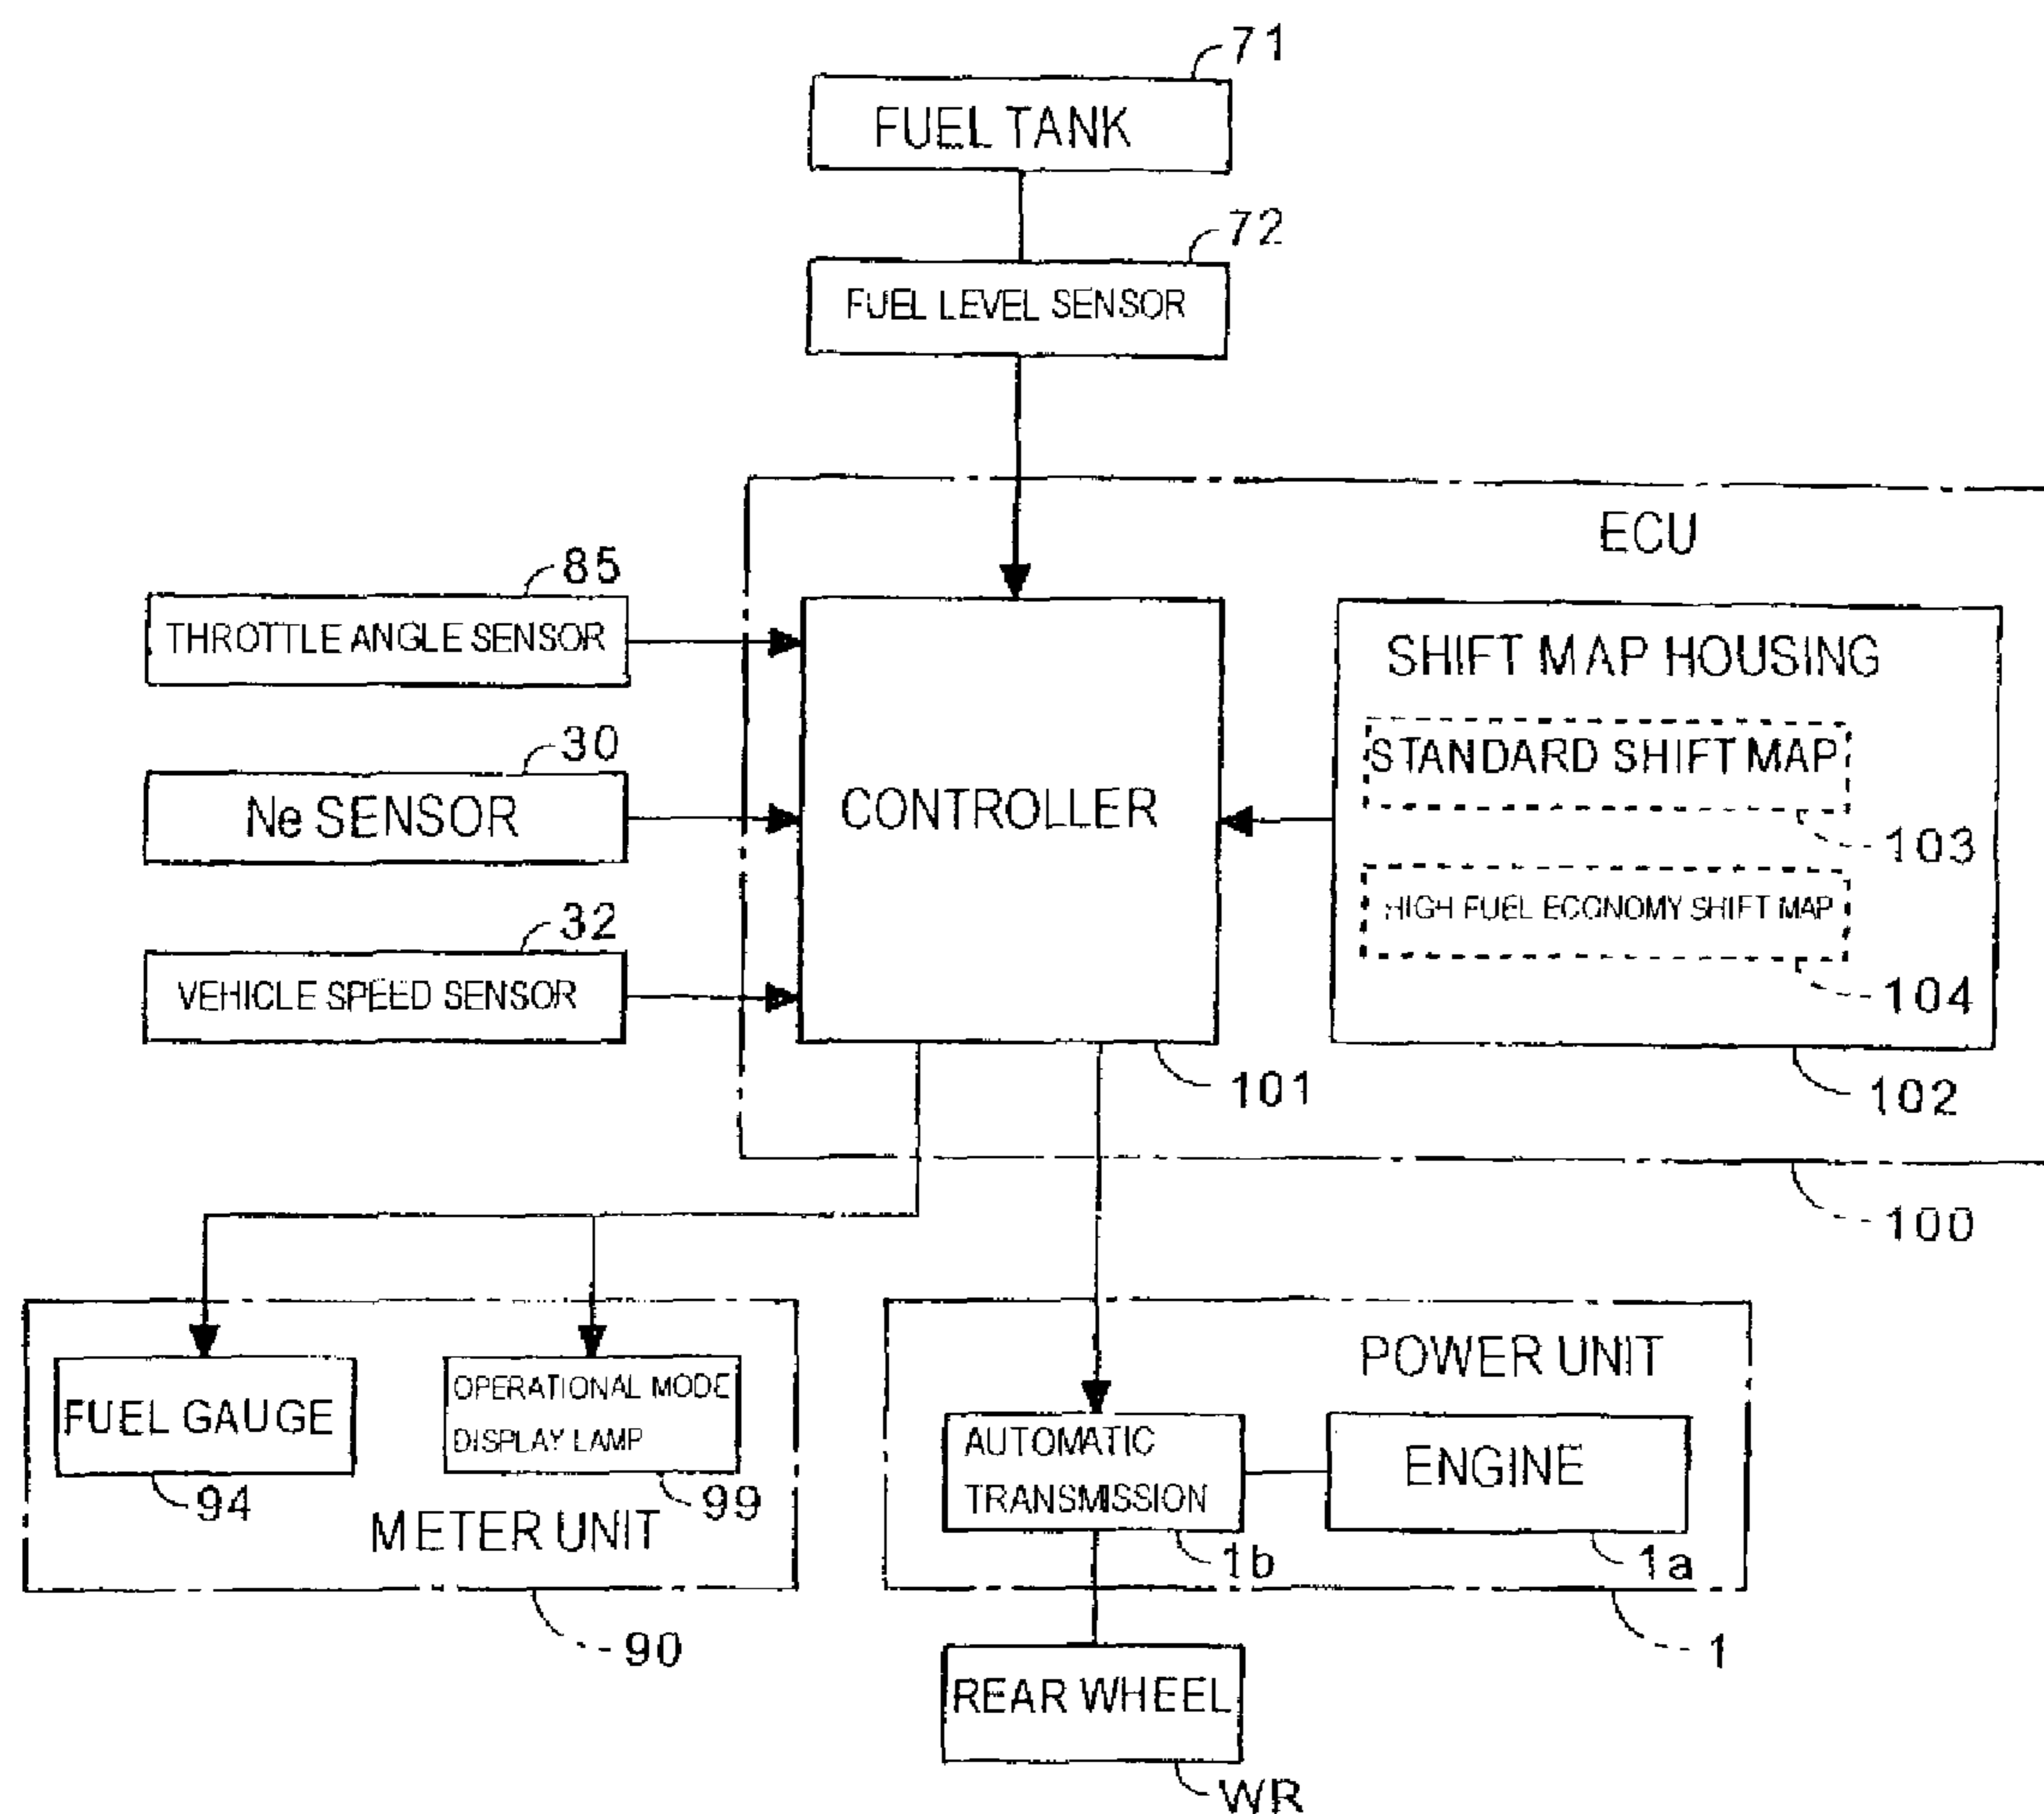 71
FUEL TANK
72
FUEL LEVEL SENSOR
ECU
85
THROTTLE ANGLE SENSOR
30
Ne SENSOR
32
VEHICLE SPEED SENSOR
CONTROLLER
101
SHIFT MAP HOUSING
STANDARD SHIFT MAP
103
HIGH FUEL ECONOMY SHIFT MAP
104
102
100
FUEL GAUGE
94
OPERATIONAL MODE
DISPLAY LAMP
99
METER UNIT
90
POWER UNIT
AUTOMATIC
TRANSMISSION
1b
ENGINE
1a
1
REAR WHEEL
WR